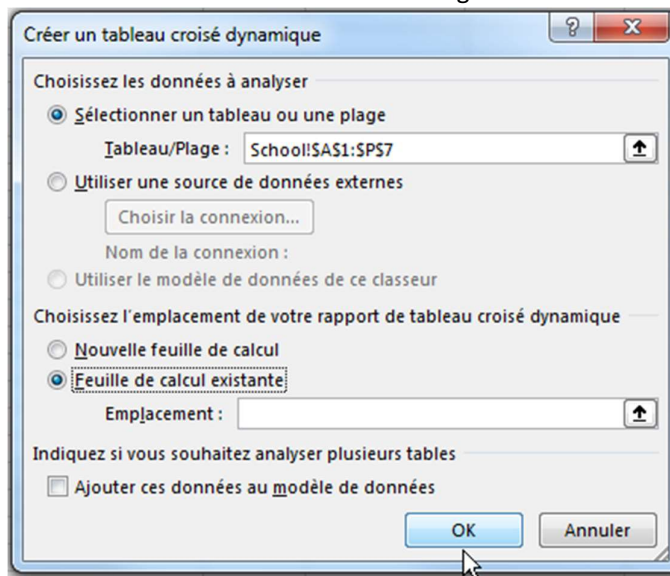 Créer un tableau croisé dynamique
Choisissez les données à analyser
Sélectionner un tableau ou une plage
Tableau/Plage : School!$A$1:$P$7
Utiliser une source de données externes
Choisir la connexion...
Nom de la connexion :
Utiliser le modèle de données de ce classeur
Choisissez l'emplacement de votre rapport de tableau croisé dynamique
Nouvelle feuille de calcul
Feuille de calcul existante
Emplacement :
Indiquez si vous souhaitez analyser plusieurs tables
Ajouter ces données au modèle de données
OK Annuler